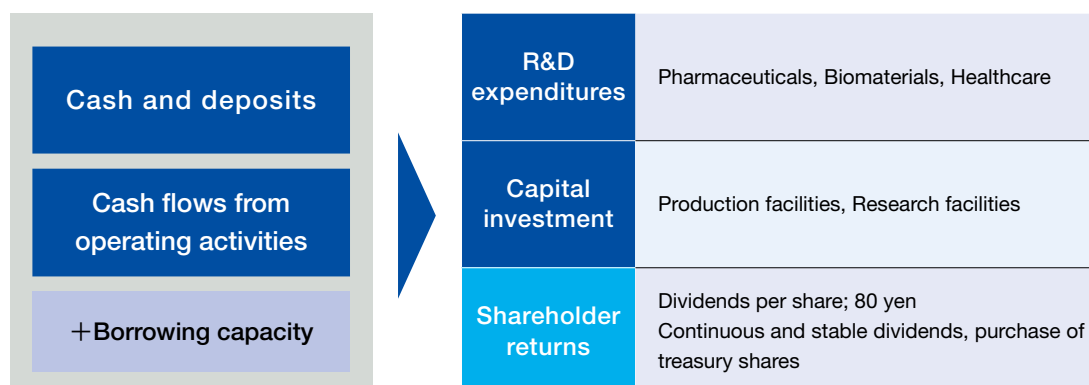 Cash and deposits
Cash flows from
operating activities
+Borrowing capacity
R&D
expenditures
Pharmaceuticals, Biomaterials, Healthcare
Capital
investment
Production facilities, Research facilities
Shareholder
returns
Dividends per share; 80 yen
Continuous and stable dividends, purchase of
treasury shares